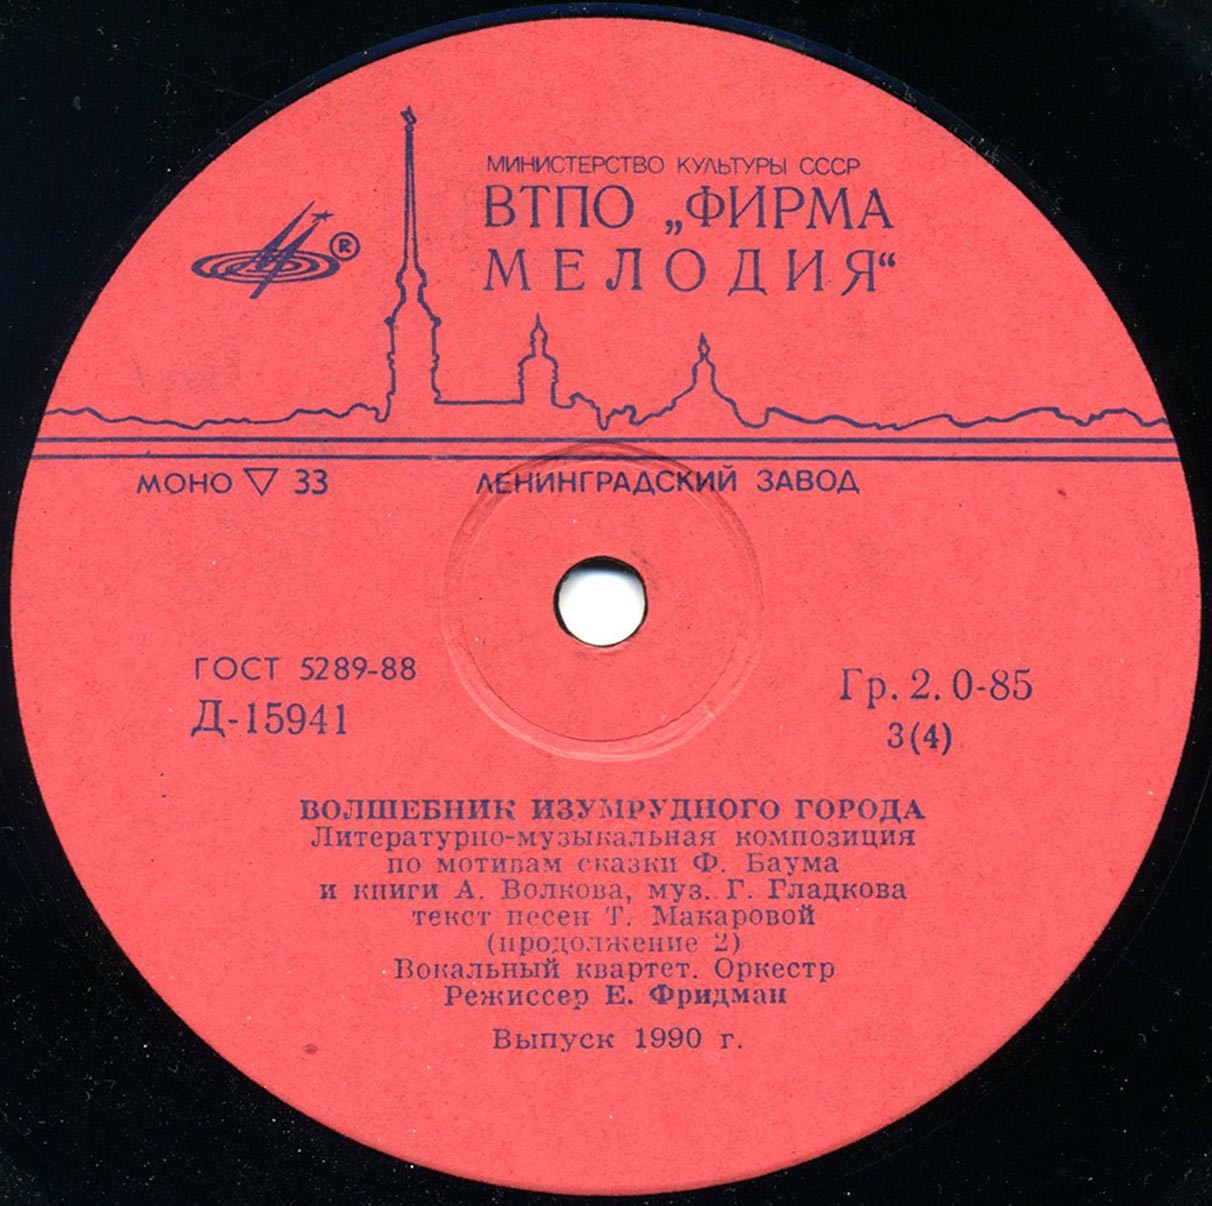 МИНИСТЕРСТВО КУЛЬТУРЫ СССР
ВТПО „ФИРМА
МЕЛОДИЯ“
®
МОНО ▽ 33
ЛЕНИНГРАДСКИЙ ЗАВОД
ГОСТ 5289-88
Д-15941
Гр. 2. 0-85
3(4)
ВОЛШЕБНИК ИЗУМРУДНОГО ГОРОДА
Литературно-музыкальная композиция
по мотивам сказки Ф. Баума
и книги А. Волкова, муз. Г. Гладкова
текст песен Т. Макаровой
(продолжение 2)
Вокальный квартет. Оркестр
Режиссер Е. Фридман
Выпуск 1990 г.